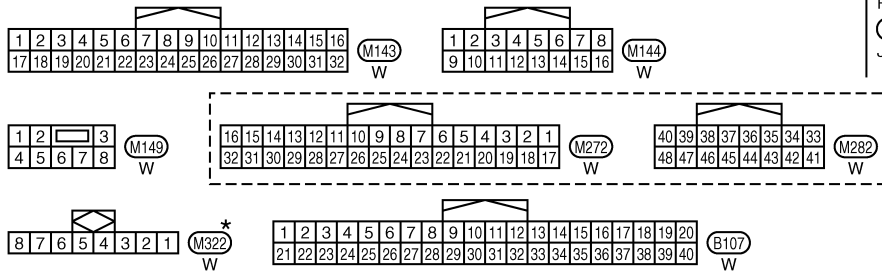 1 2 3 4 5 6 7 8 9 10 11 12 13 14 15 16
17 18 19 20 21 22 23 24 25 26 27 28 29 30 31 32
M143
W
1 2 3 4 5 6 7 8
9 10 11 12 13 14 15 16
M144
W
1 2 3
4 5 6 7 8
M149
W
16 15 14 13 12 11 10 9 8 7 6 5 4 3 2 1
32 31 30 29 28 27 26 25 24 23 22 21 20 19 18 17
M272
W
40 39 38 37 36 35 34 33
48 47 46 45 44 43 42 41
M282
W
8 7 6 5 4 3 2 1
M322 *
W
1 2 3 4 5 6 7 8 9 10 11 12 13 14 15 16 17 18 19 20
21 22 23 24 25 26 27 28 29 30 31 32 33 34 35 36 37 38 39 40
B107
W